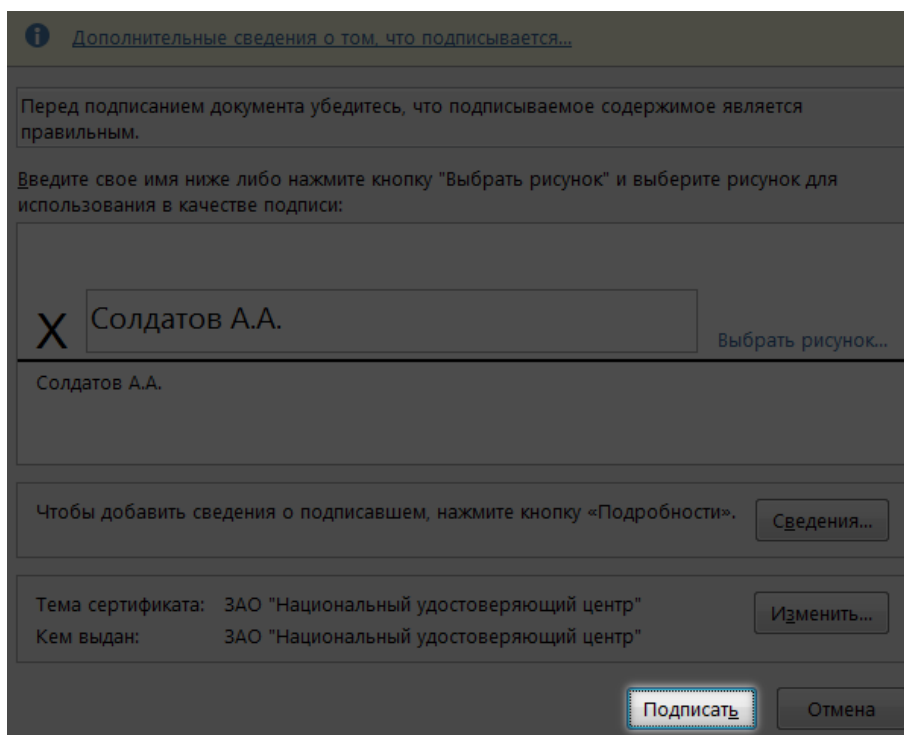 Дополнительные сведения о том, что подписывается...
Перед подписанием документа убедитесь, что подписываемое содержимое является
правильным.
Введите свое имя ниже либо нажмите кнопку "Выбрать рисунок" и выберите рисунок для
использования в качестве подписи:
X Солдатов А.А.
Выбрать рисунок...
Солдатов А.А.
Чтобы добавить сведения о подписавшем, нажмите кнопку «Подробности».
Сведения...
Тема сертификата: ЗАО "Национальный удостоверяющий центр"
Кем выдан: ЗАО "Национальный удостоверяющий центр"
Изменить...
Подписать
Отмена